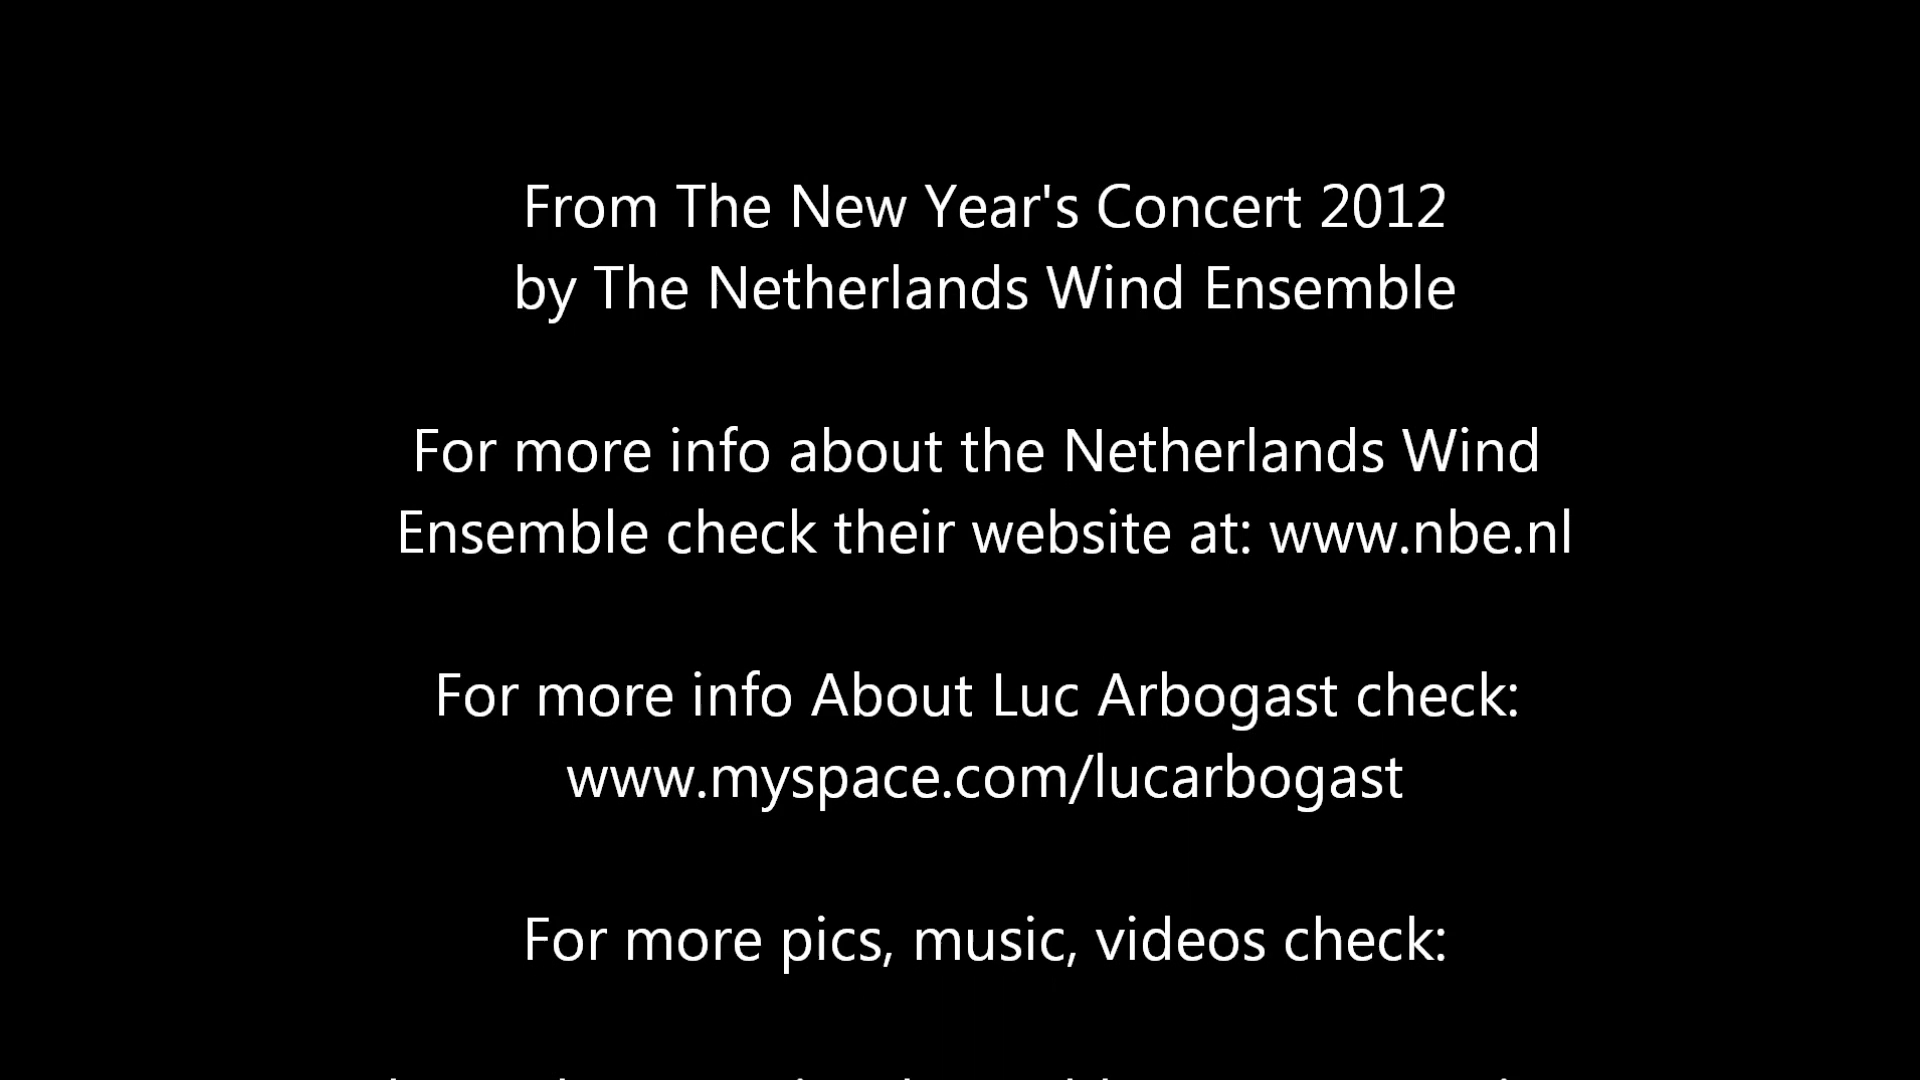 From The New Year's Concert 2012
by The Netherlands Wind Ensemble
For more info about the Netherlands Wind
Ensemble check their website at: www.nbe.nl
For more info About Luc Arbogast check:
www.myspace.com/lucarbogast
For more pics, music, videos check: